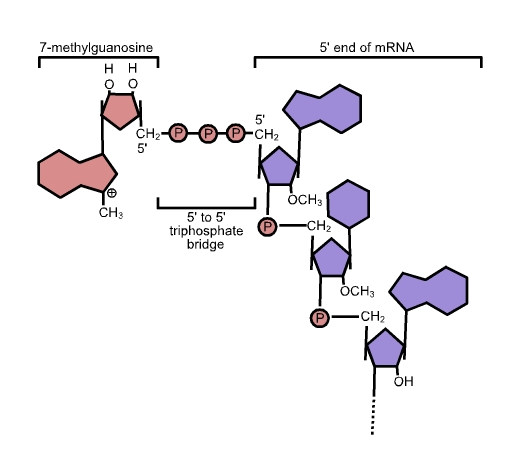 7-methylguanosine
5' end of mRNA
H H
O O
CH2
5'
P P P
5'
CH2
⊕
CH3
5' to 5'
triphosphate
bridge
OCH3
P
CH2
OCH3
P
CH2
OH